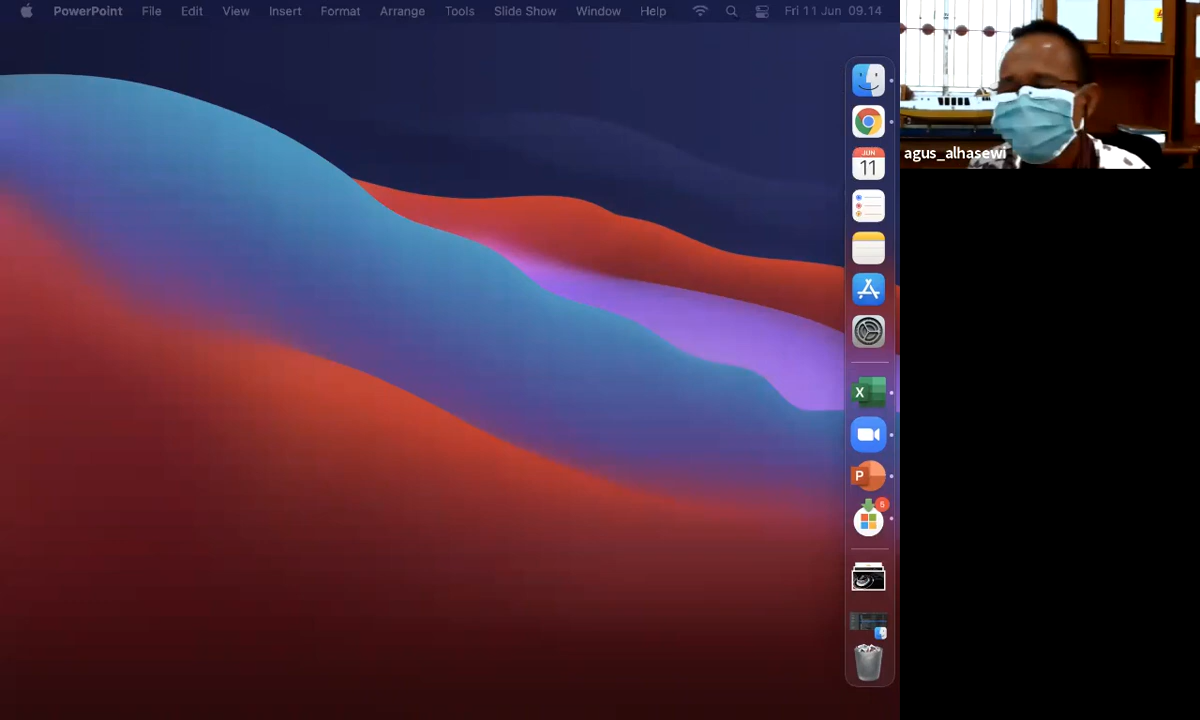 PowerPoint File Edit View Insert Format Arrange Tools Slide Show Window Help Fri 11 Jun 09.14
agus_alhasewi
JUN
11
X
P
6